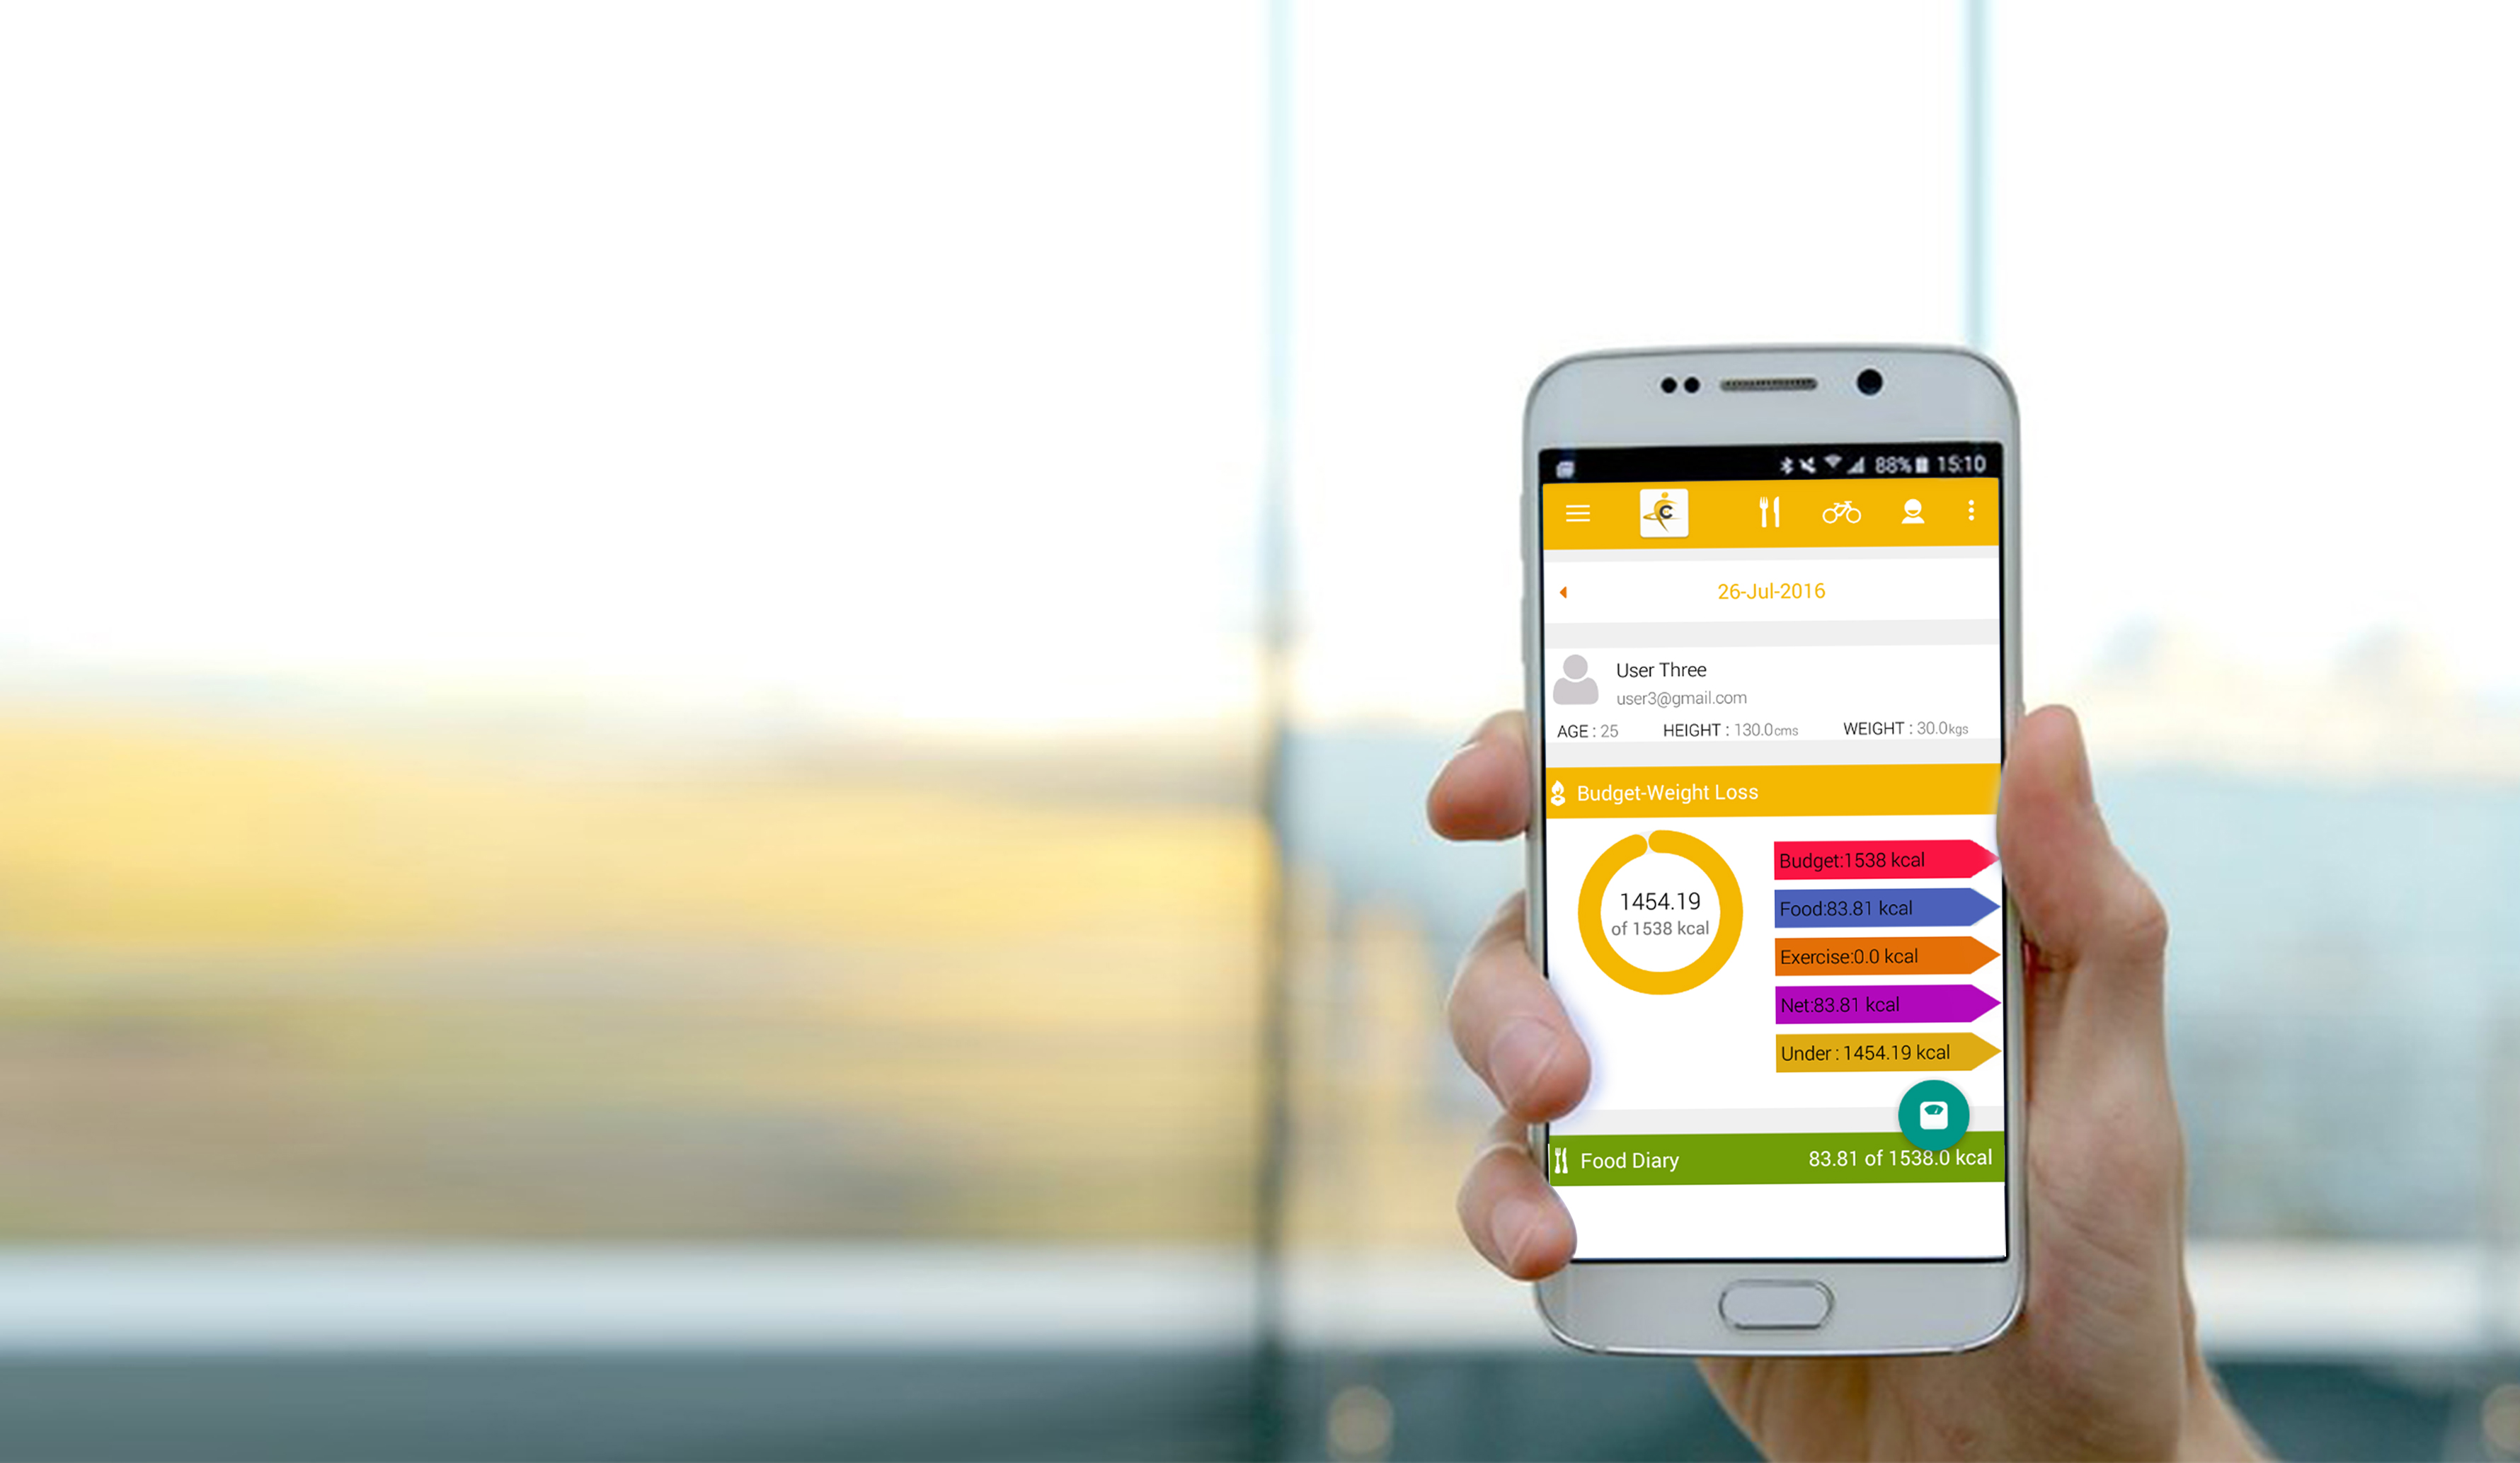 88% 15:10
C
26-Jul-2016
User Three
user3@gmail.com
AGE : 25 HEIGHT : 130.0cms WEIGHT : 30.0kgs
Budget-Weight Loss
1454.19
of 1538 kcal
Budget:1538 kcal
Food:83.81 kcal
Exercise:0.0 kcal
Net:83.81 kcal
Under : 1454.19 kcal
Food Diary 83.81 of 1538.0 kcal